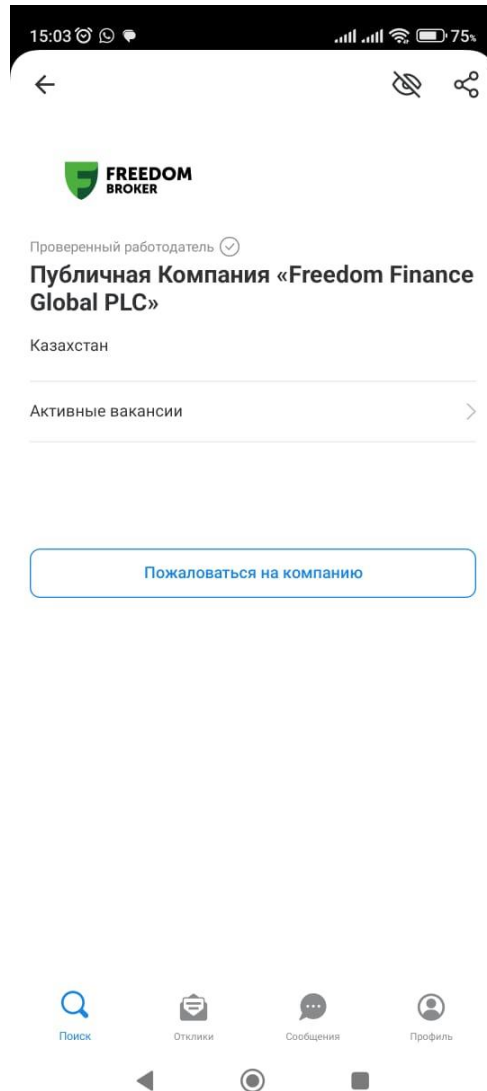 15:03 75%
FREEDOM
BROKER
Проверенный работодатель
Публичная Компания «Freedom Finance
Global PLC»
Казахстан
Активные вакансии
Пожаловаться на компанию
Поиск Отклики Сообщения Профиль